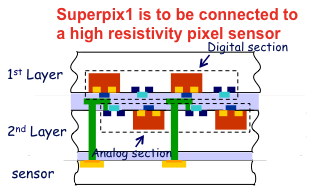 Superpix1 is to be connected to
a high resistivity pixel sensor
Digital section
1st Layer
2nd Layer
Analog section
sensor